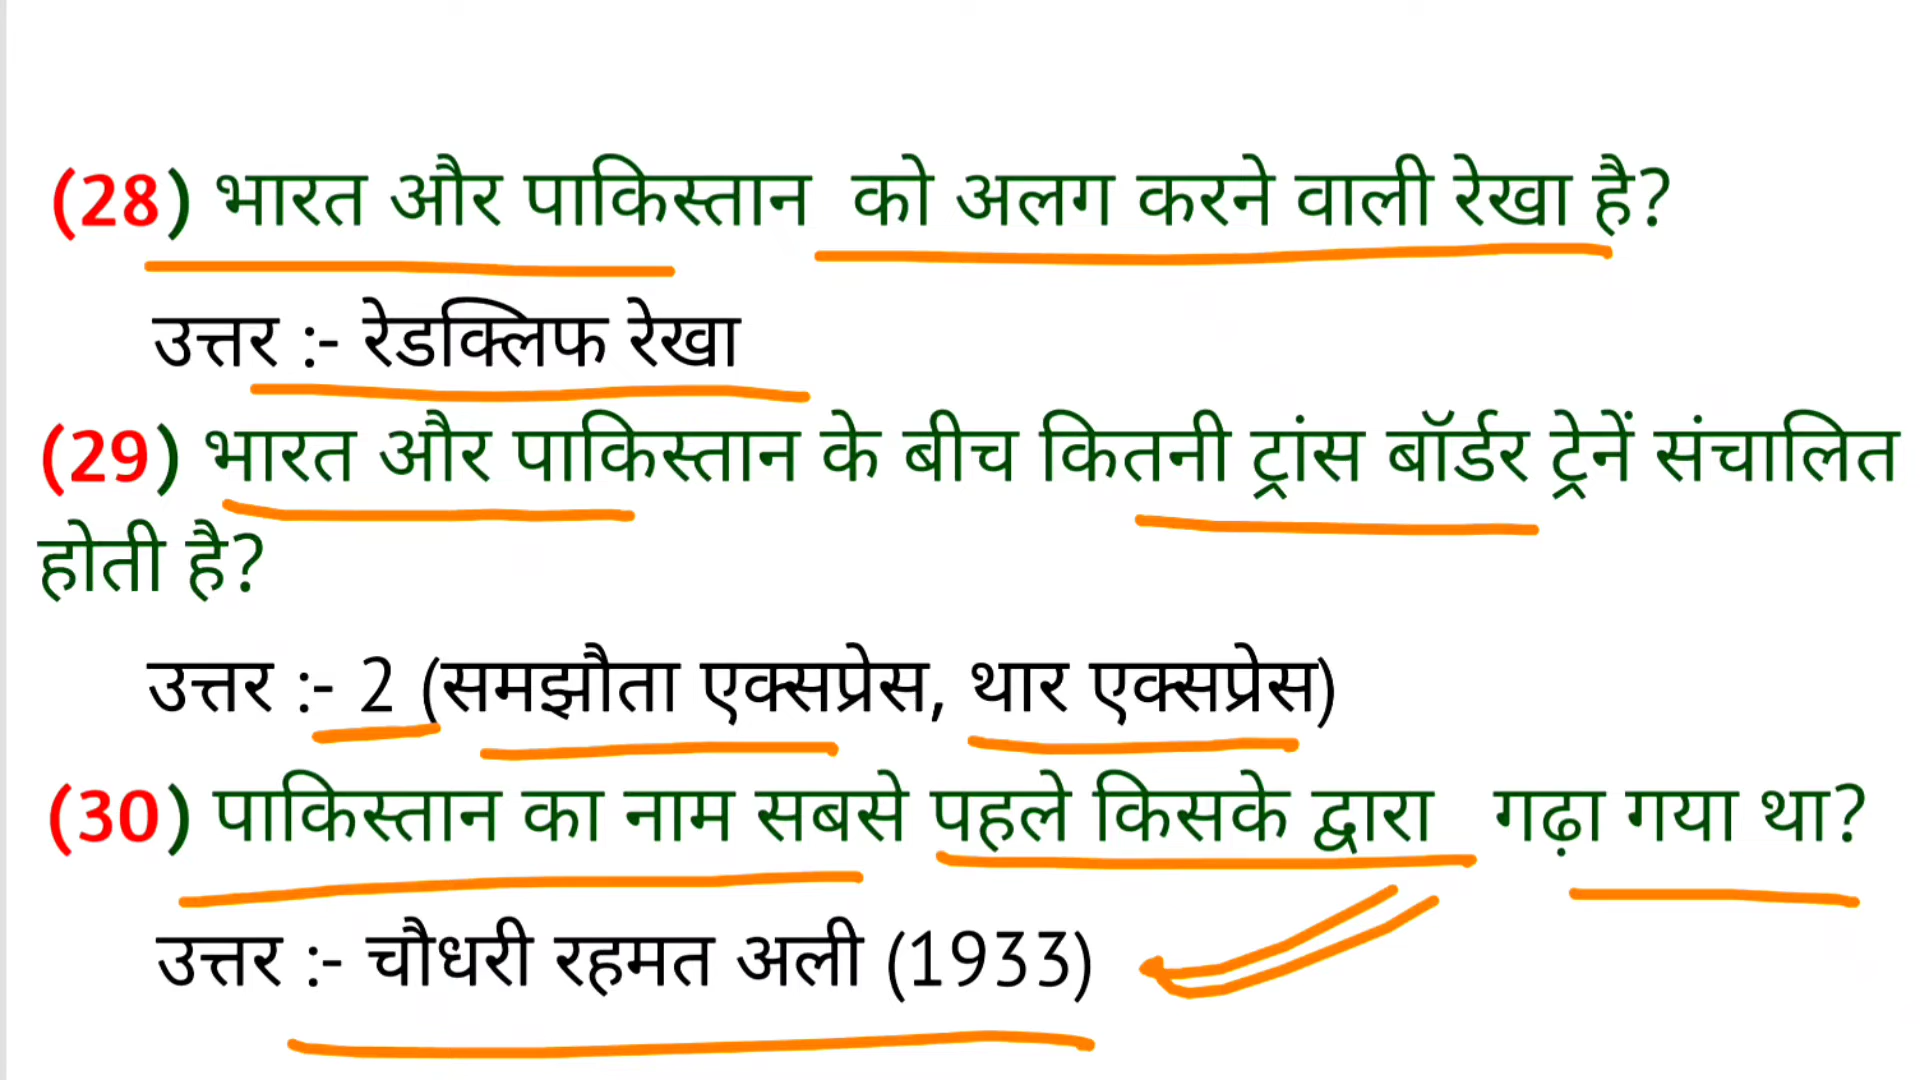 (28) भारत और पाकिस्तान को अलग करने वाली रेखा है?
उत्तर :- रेडक्लिफ रेखा
(29) भारत और पाकिस्तान के बीच कितनी ट्रांस बॉर्डर ट्रेनें संचालित
होती है?
उत्तर :- 2 (समझौता एक्सप्रेस, थार एक्सप्रेस)
(30) पाकिस्तान का नाम सबसे पहले किसके द्वारा गढ़ा गया था?
उत्तर :- चौधरी रहमत अली (1933)